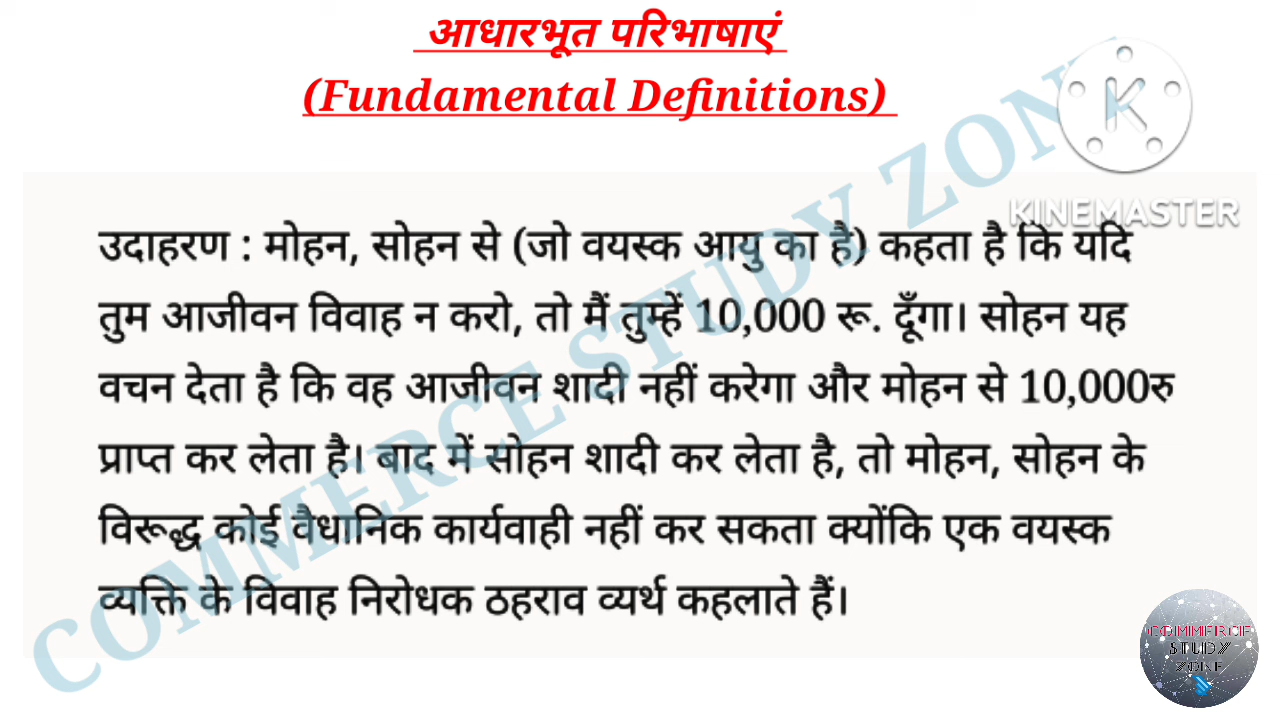 आधारभूत परिभाषाएं
(Fundamental Definitions)
COMMERCE STUDY ZONE
KINEMASTER
उदाहरण : मोहन, सोहन से (जो वयस्क आयु का है) कहता है कि यदि
तुम आजीवन विवाह न करो, तो मैं तुम्हें 10,000 रू. दूँगा। सोहन यह
वचन देता है कि वह आजीवन शादी नहीं करेगा और मोहन से 10,000रु
प्राप्त कर लेता है। बाद में सोहन शादी कर लेता है, तो मोहन, सोहन के
विरूद्ध कोई वैधानिक कार्यवाही नहीं कर सकता क्योंकि एक वयस्क
व्यक्ति के विवाह निरोधक ठहराव व्यर्थ कहलाते हैं।
COMMERCE
STUDY
ZONE